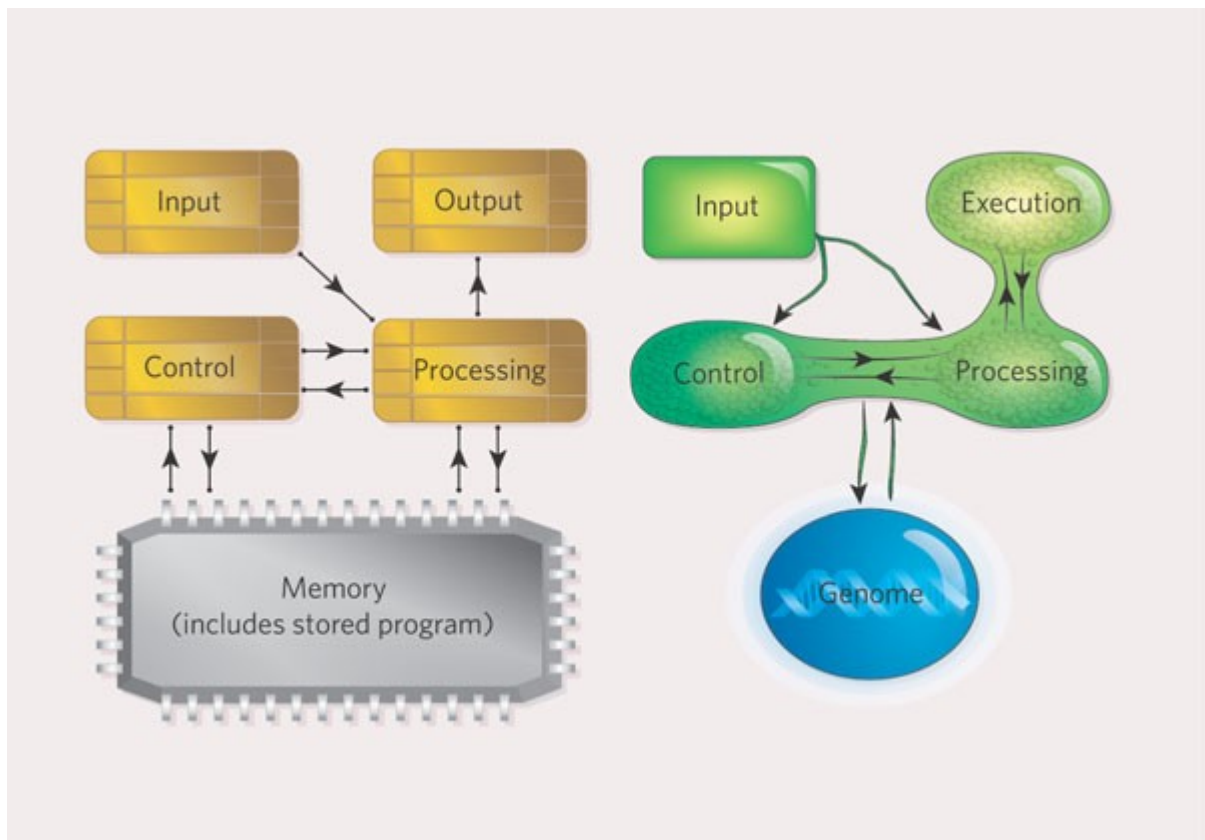 Input
Output
Control
Processing
Memory
(includes stored program)
Input
Execution
Control
Processing
Genome